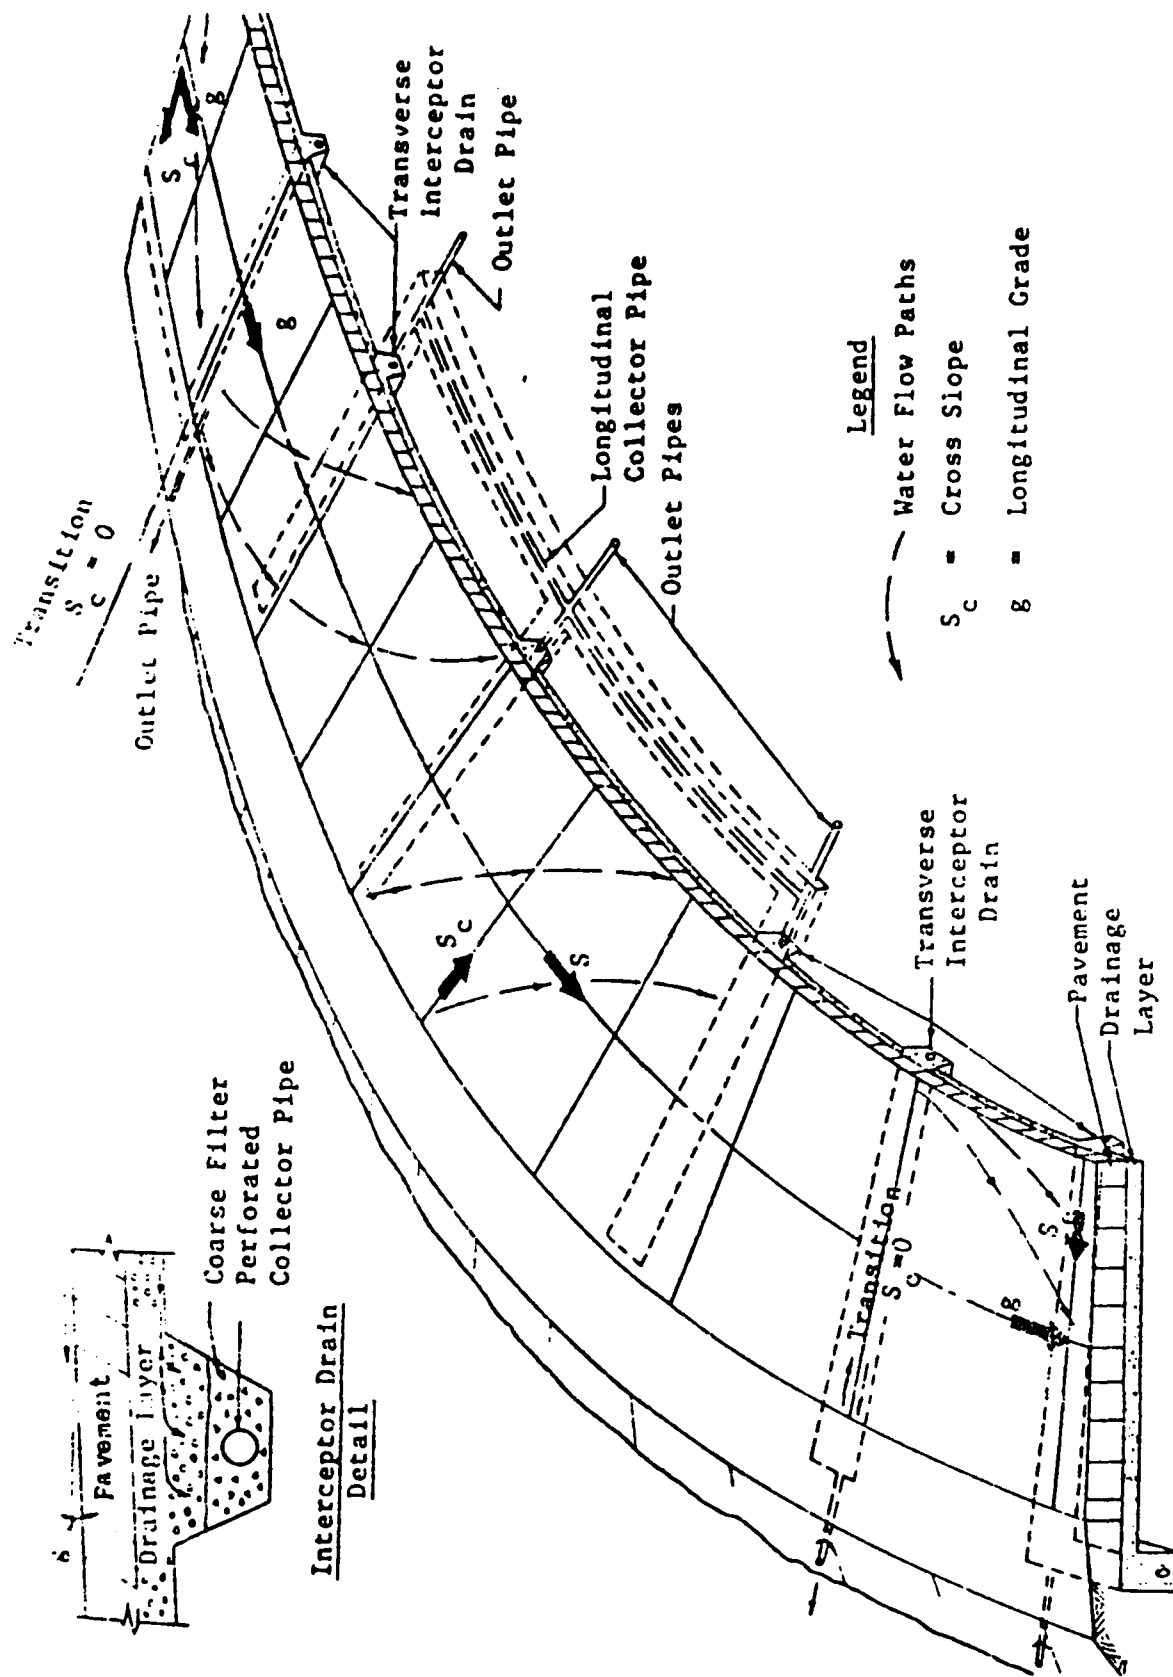 Pavement
Drainage Layer
Coarse Filter
Perforated
Collector Pipe
Interceptor Drain
Detail
Transition
S c = 0
Outlet Pipe
S c
g
g
Transverse
Interceptor
Drain
Outlet Pipe
Longitudinal
Collector Pipe
Outlet Pipes
S c
S
Transition
S c = 0
g
S
Transverse
Interceptor
Drain
Pavement
Drainage
Layer
Legend
Water Flow Paths
S c = Cross Slope
g = Longitudinal Grade